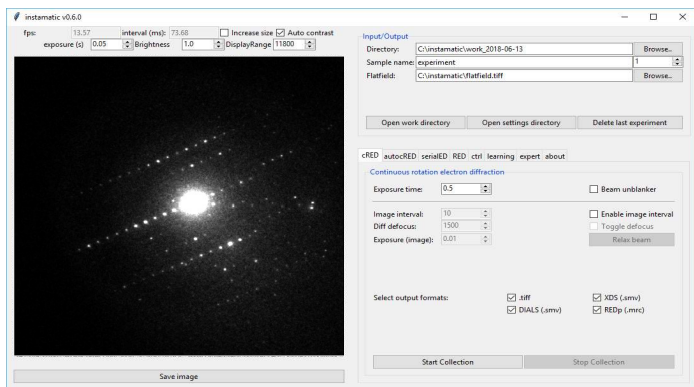 instamatic v0.6.0
fps: 13.57 interval (ms): 73.68 Increase size Auto contrast
exposure (s) 0.05 Brightness 1.0 DisplayRange 11800
Save image
Input/Output
Directory: C:\instamatic\work_2018-06-13 Browse..
Sample name: experiment 1
Flatfield: C:\instamatic\flatfield.tiff Browse..
Open work directory Open settings directory Delete last experiment
cRED autocRED serialED RED ctrl learning expert about
Continuous rotation electron diffraction
Exposure time: 0.5 Beam unblanker
Image interval: 10 Enable image interval
Diff defocus: 1500 Toggle defocus
Exposure (image): 0.01 Relax beam
Select output formats: .tiff XDS (.smv)
DIALS (.smv) REDp (.mrc)
Start Collection Stop Collection